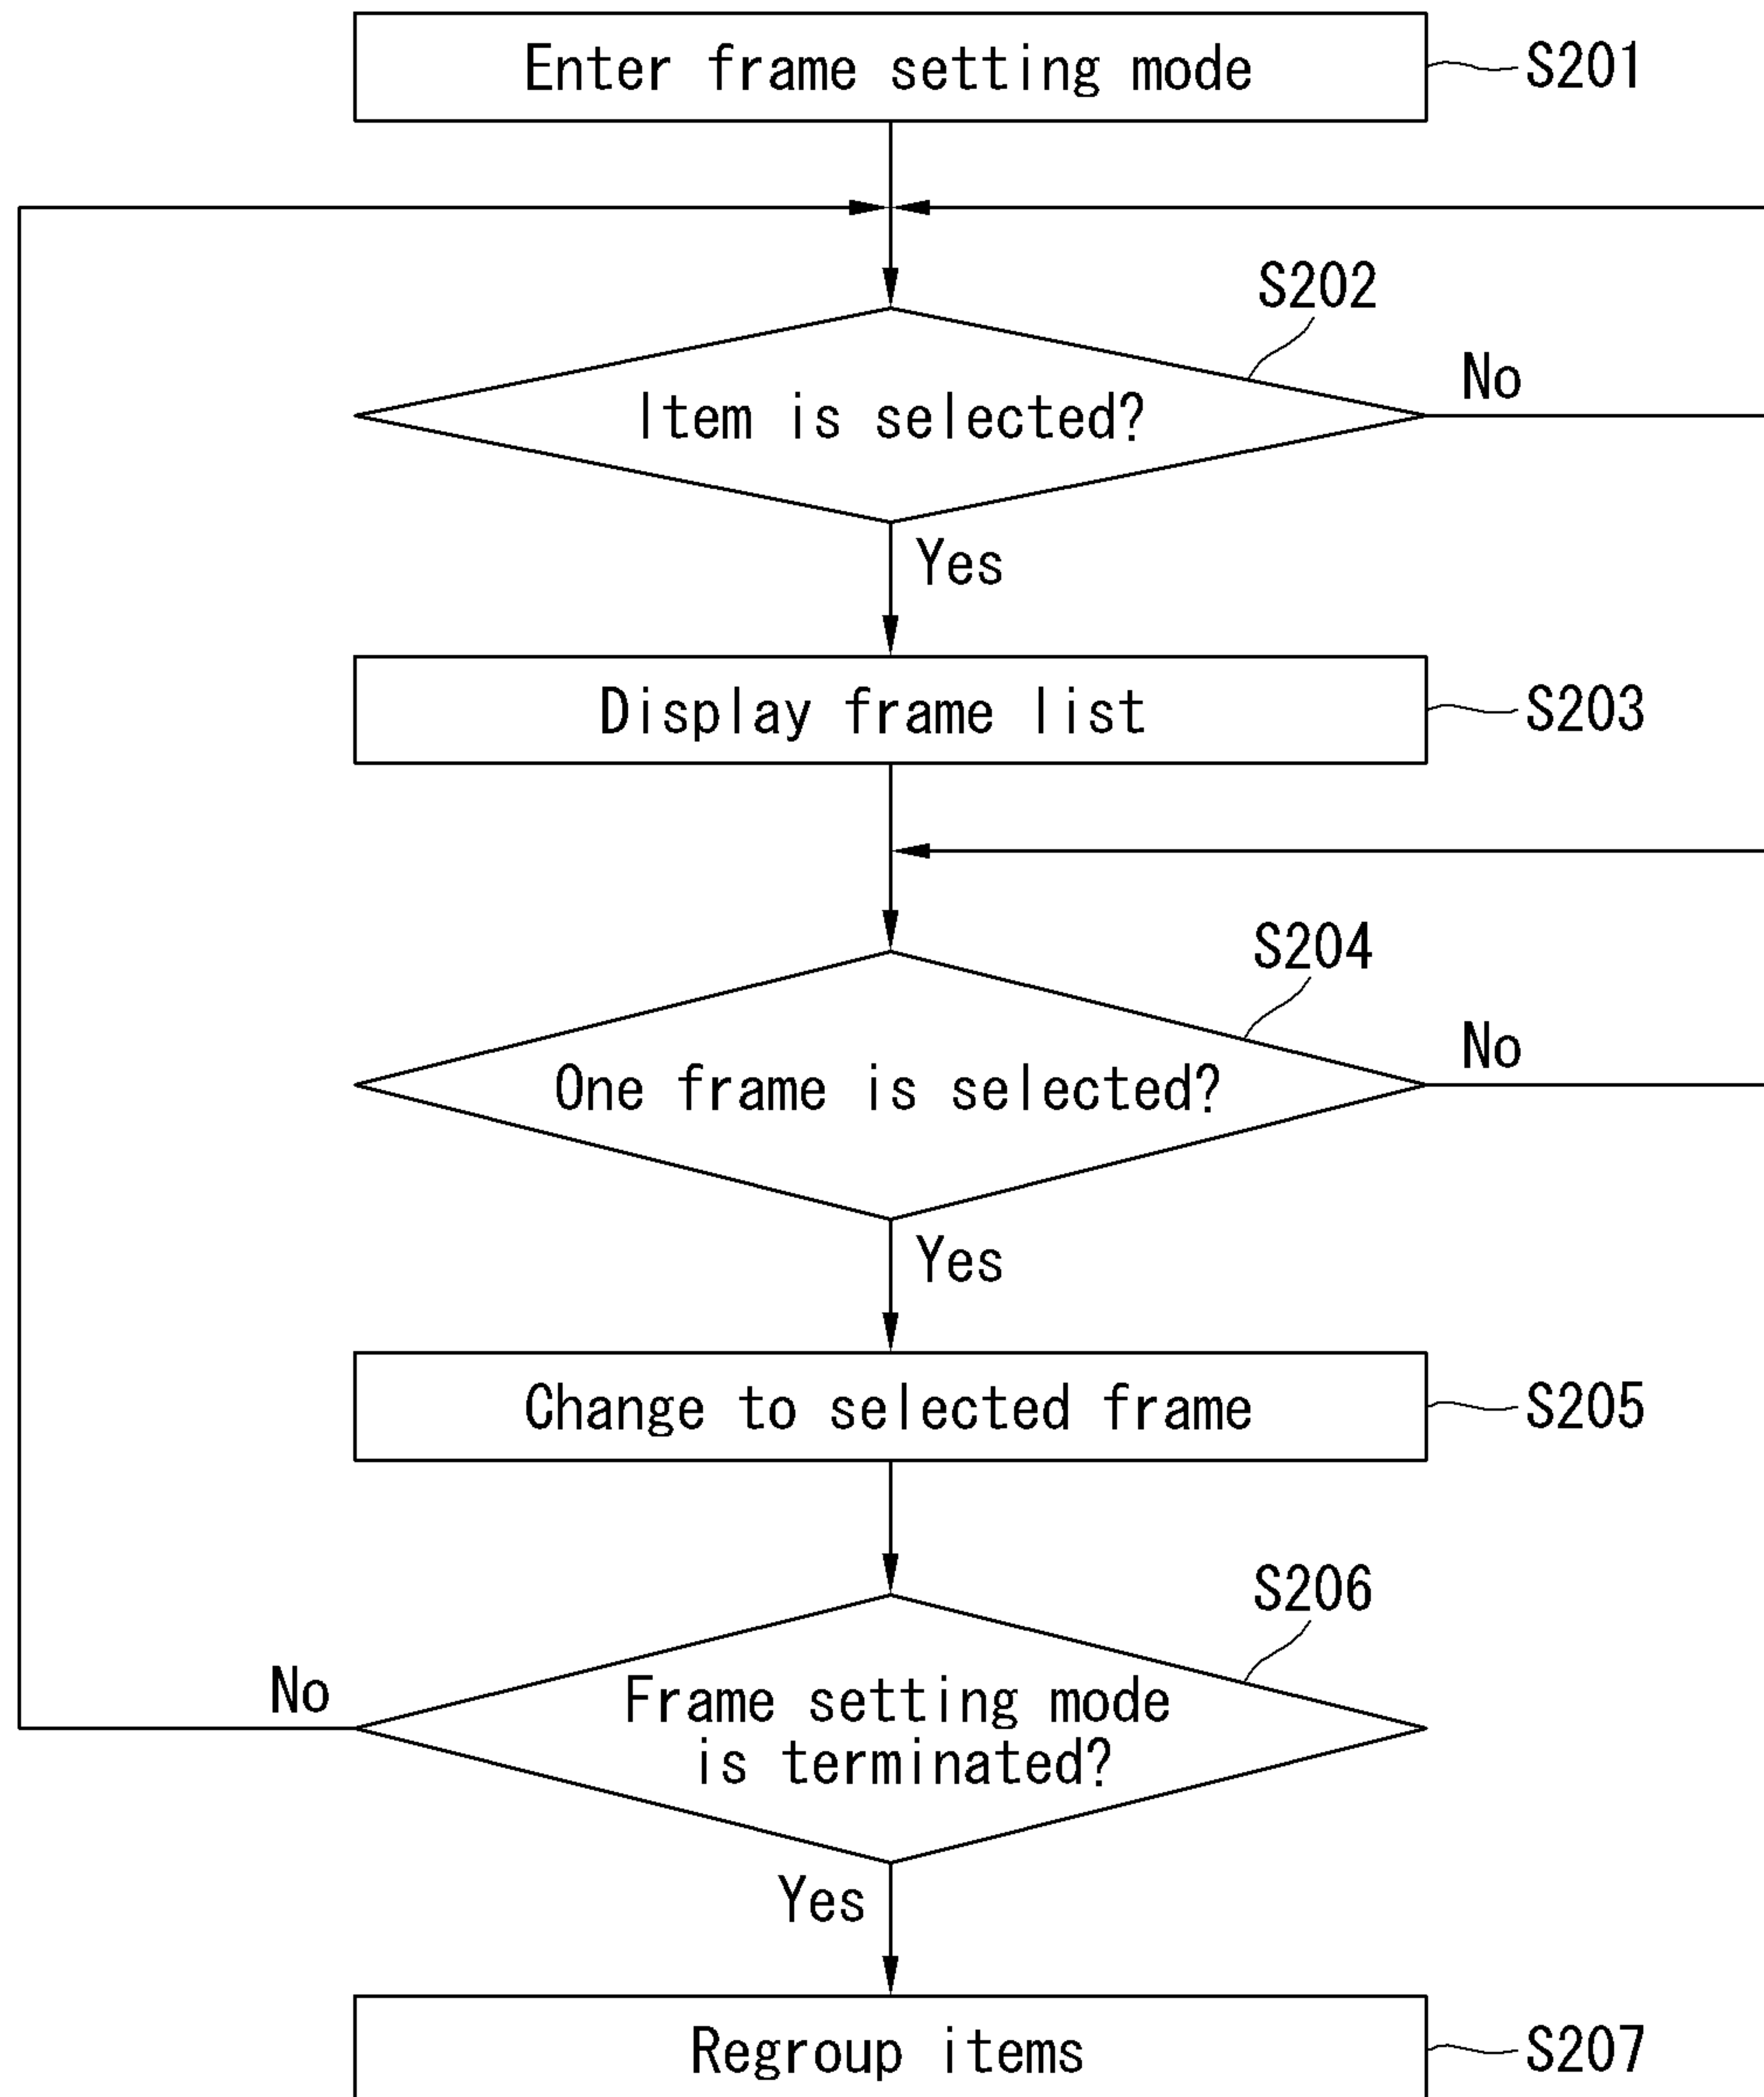 Enter frame setting mode
S201
S202
Item is selected?
No
Yes
Display frame list
S203
S204
One frame is selected?
No
Yes
Change to selected frame
S205
S206
Frame setting mode
is terminated?
No
Yes
Regroup items
S207